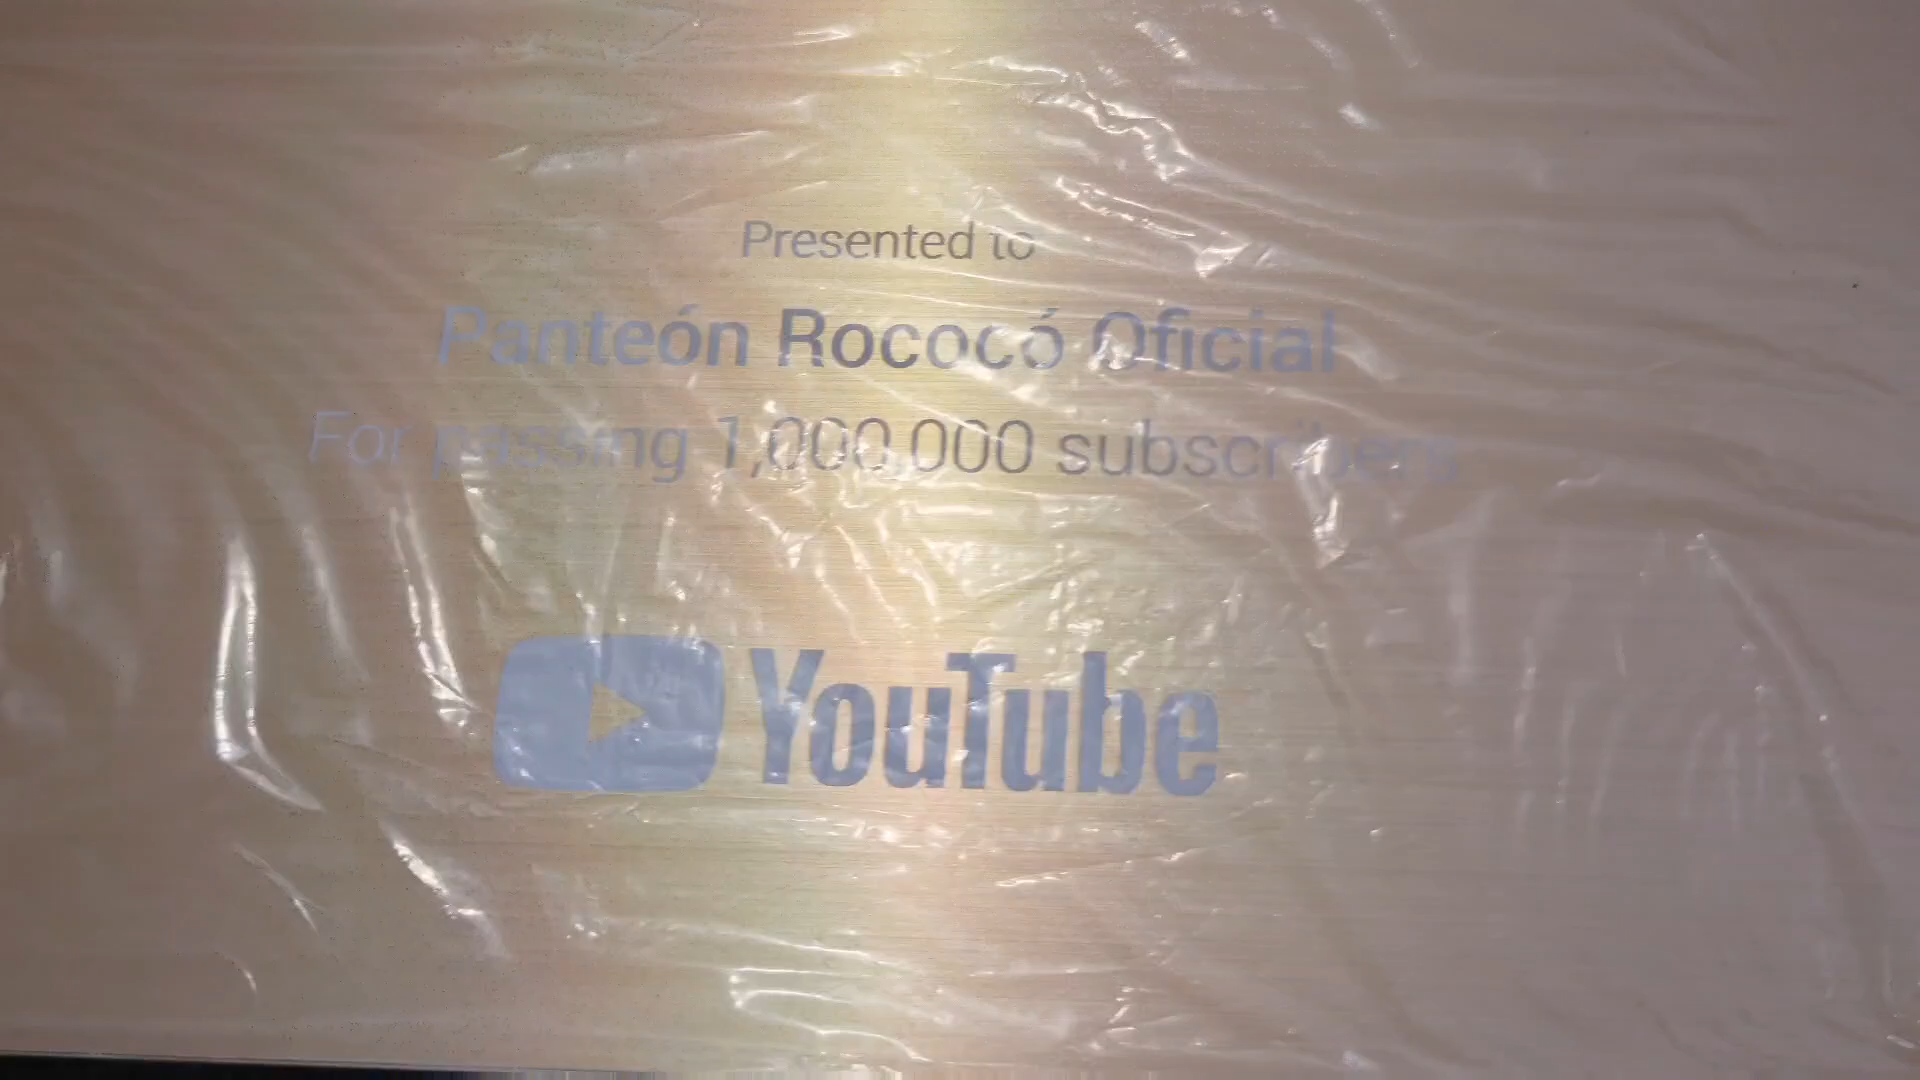 Presented to
Panteón Rococó Oficial
For passing 1,000,000 subscribers
YouTube